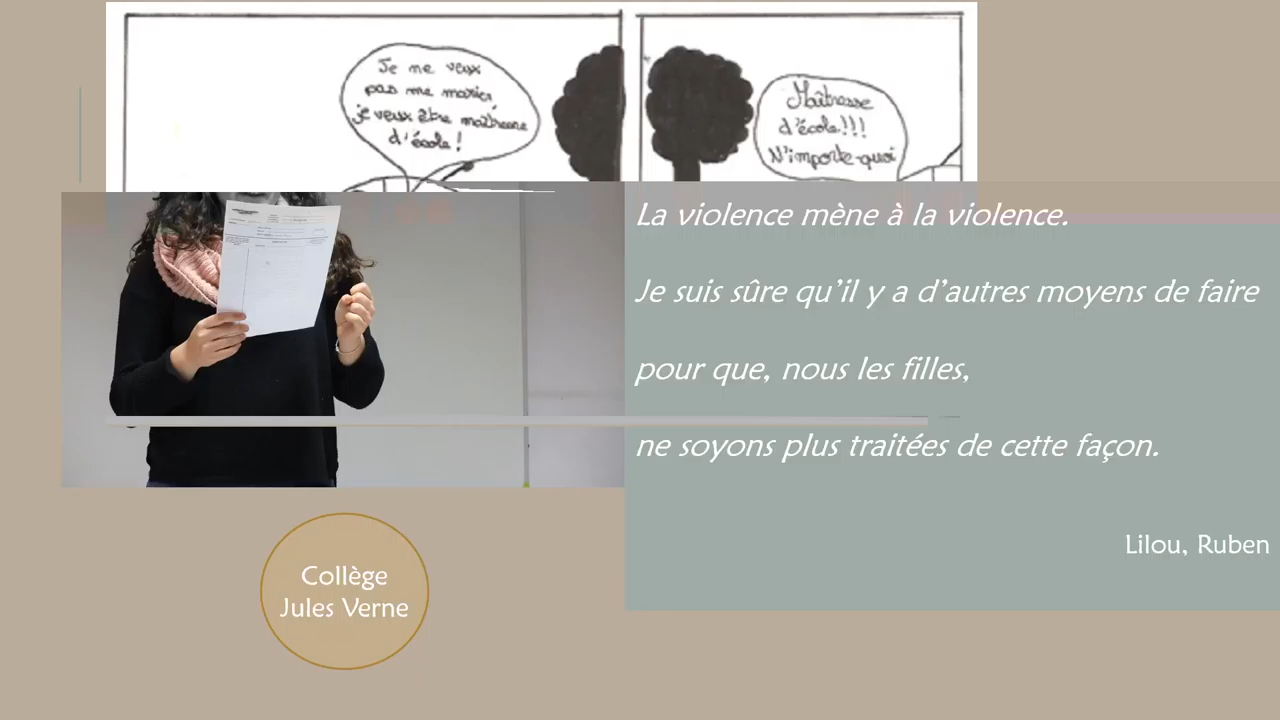 Je ne veux
pas me marier,
je veux être maîtresse
d'école !
Maîtresse
d'école!!!
N'importe quoi
La violence mène à la violence.
Je suis sûre qu’il y a d’autres moyens de faire
pour que, nous les filles,
ne soyons plus traitées de cette façon.
Lilou, Ruben
Collège
Jules Verne